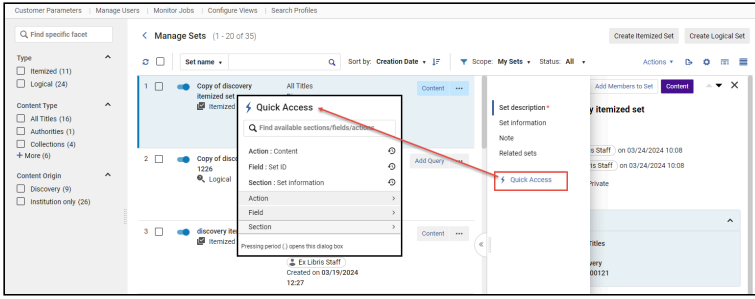 Customer Parameters | Manage Users | Monitor Jobs | Configure Views | Search Profiles
Find specific facet
Manage Sets (1 - 20 of 35)
Create Itemized Set
Create Logical Set
Set name
Sort by: Creation Date
Scope: My Sets
Status: All
Actions
Type
Itemized (11)
Logical (24)
Content Type
All Titles (16)
Authorities (1)
Collections (4)
+ More (6)
Content Origin
Discovery (9)
Institution only (26)
1
Copy of discovery
itemized set
Itemized
All Titles
Content
2
Copy of disco
1226
Logical
Add Query
3
discovery ite
Itemized
Content
Ex Libris Staff
Created on 03/19/2024
12:27
Quick Access
Find available sections/fields/actions
Action : Content
Field : Set ID
Section : Set information
Action
Field
Section
Pressing period (.) opens this dialog box
Set description *
Set information
Note
Related sets
Quick Access
Add Members to Set
Content
y itemized set
is Staff on 03/24/2024 10:08
Staff on 03/24/2024 10:08
Private
Titles
very
00121